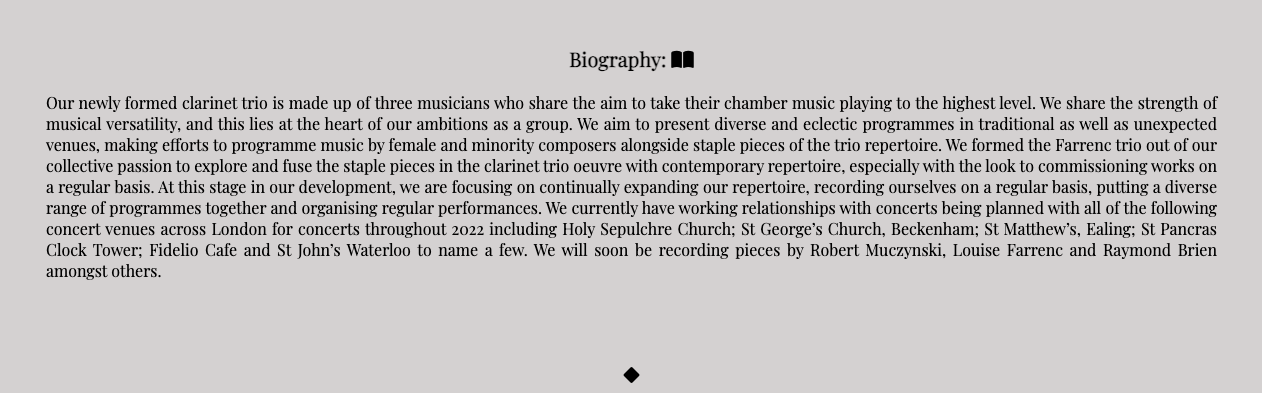 Biography:
Our newly formed clarinet trio is made up of three musicians who share the aim to take their chamber music playing to the highest level. We share the strength of
musical versatility, and this lies at the heart of our ambitions as a group. We aim to present diverse and eclectic programmes in traditional as well as unexpected
venues, making efforts to programme music by female and minority composers alongside staple pieces of the trio repertoire. We formed the Farrenc trio out of our
collective passion to explore and fuse the staple pieces in the clarinet trio oeuvre with contemporary repertoire, especially with the look to commissioning works on
a regular basis. At this stage in our development, we are focusing on continually expanding our repertoire, recording ourselves on a regular basis, putting a diverse
range of programmes together and organising regular performances. We currently have working relationships with concerts being planned with all of the following
concert venues across London for concerts throughout 2022 including Holy Sepulchre Church; St George’s Church, Beckenham; St Matthew’s, Ealing; St Pancras
Clock Tower; Fidelio Cafe and St John’s Waterloo to name a few. We will soon be recording pieces by Robert Muczynski, Louise Farrenc and Raymond Brien
amongst others.